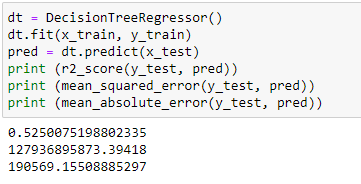 dt = DecisionTreeRegressor()
dt.fit(x_train, y_train)
pred = dt.predict(x_test)
print (r2_score(y_test, pred))
print (mean_squared_error(y_test, pred))
print (mean_absolute_error(y_test, pred))
0.5250075198802335
127936895873.39418
190569.15508885297